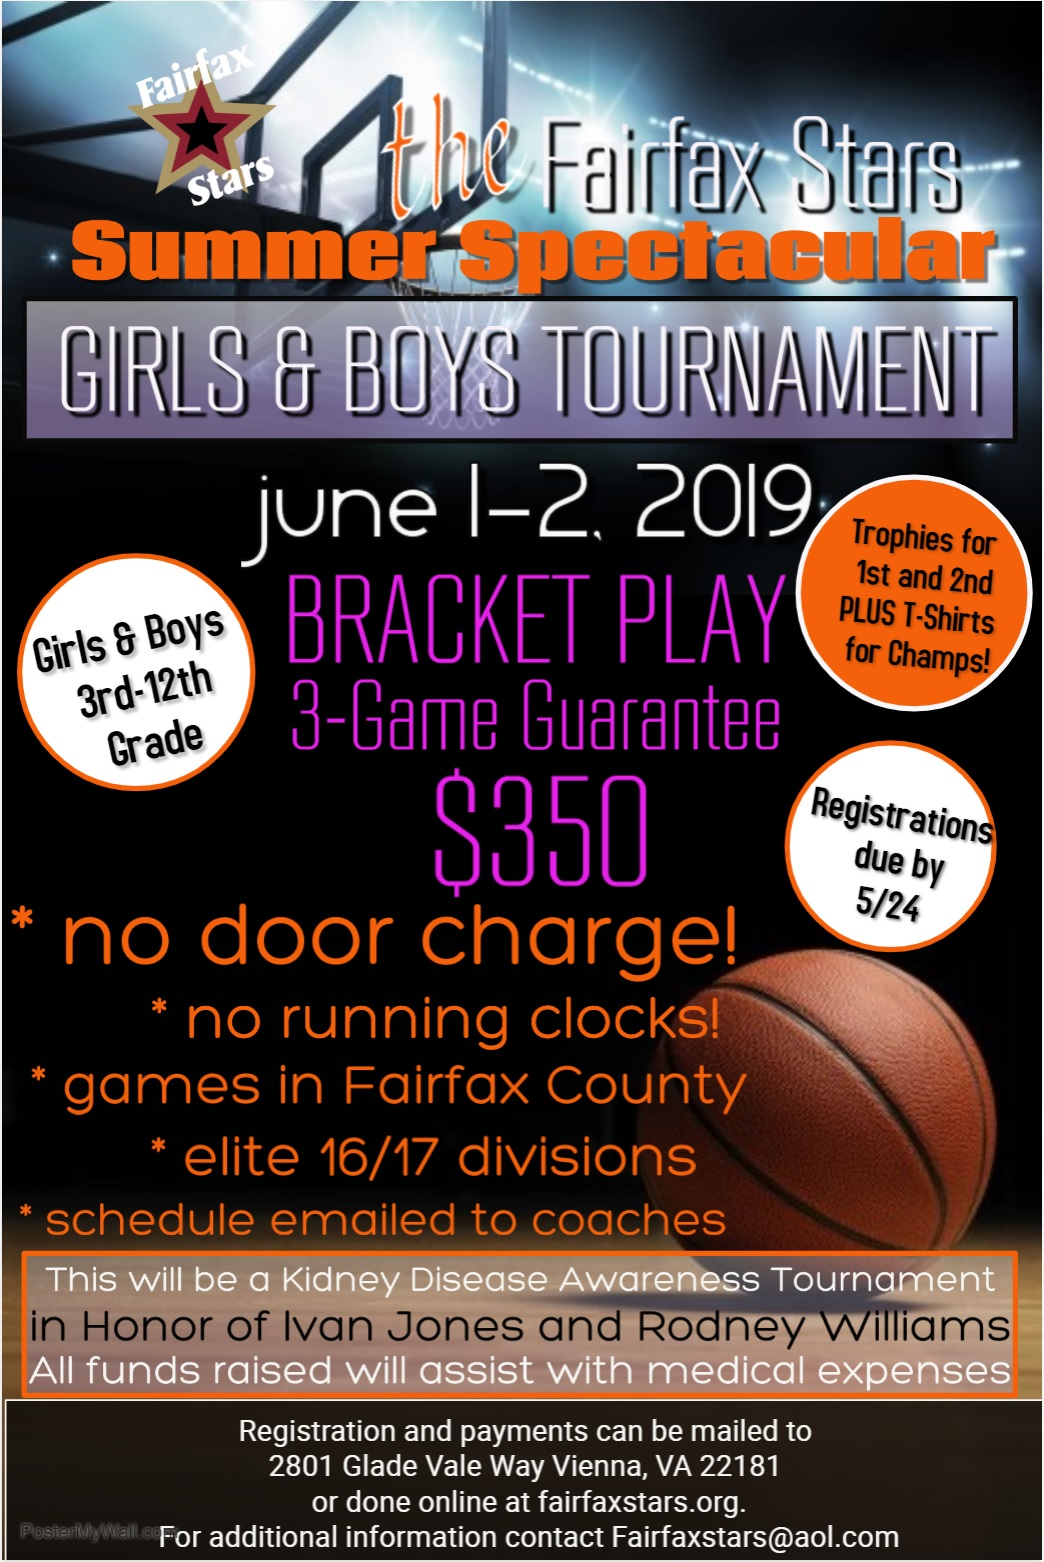 Fairfax
Stars
the Fairfax Stars
Summer Spectacular
GIRLS & BOYS TOURNAMENT
june 1-2, 2019
Trophies for
1st and 2nd
PLUS T-Shirts
for Champs!
Girls & Boys
3rd-12th
Grade
BRACKET PLAY
3-Game Guarantee
$350
Registrations
due by
5/24
* no door charge!
* no running clocks!
* games in Fairfax County
* elite 16/17 divisions
* schedule emailed to coaches
This will be a Kidney Disease Awareness Tournament
in Honor of Ivan Jones and Rodney Williams
All funds raised will assist with medical expenses
Registration and payments can be mailed to
2801 Glade Vale Way Vienna, VA 22181
or done online at fairfaxstars.org.
For additional information contact Fairfaxstars@aol.com
PosterMyWall.com